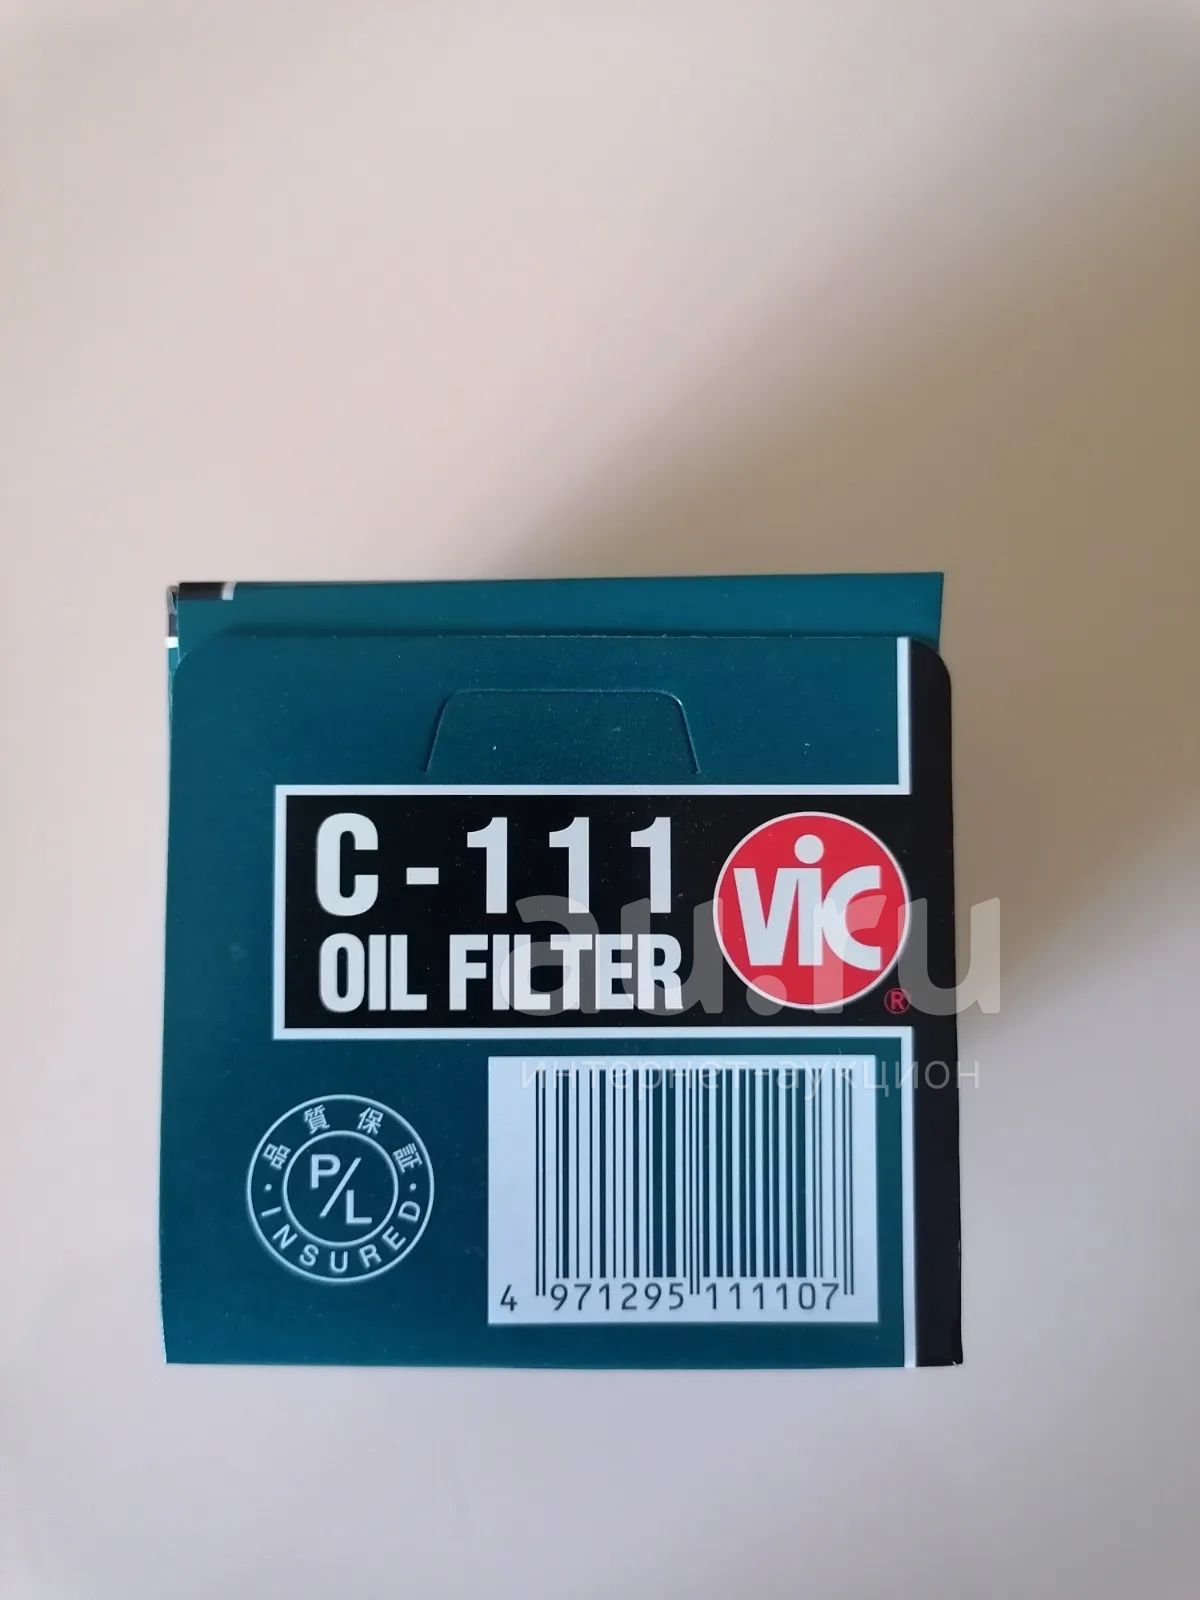 C-111
OIL FILTER
ViC
®
au.ru
интернет-аукцион
品質保証
P/L
·INSURED·
4 971295 111107